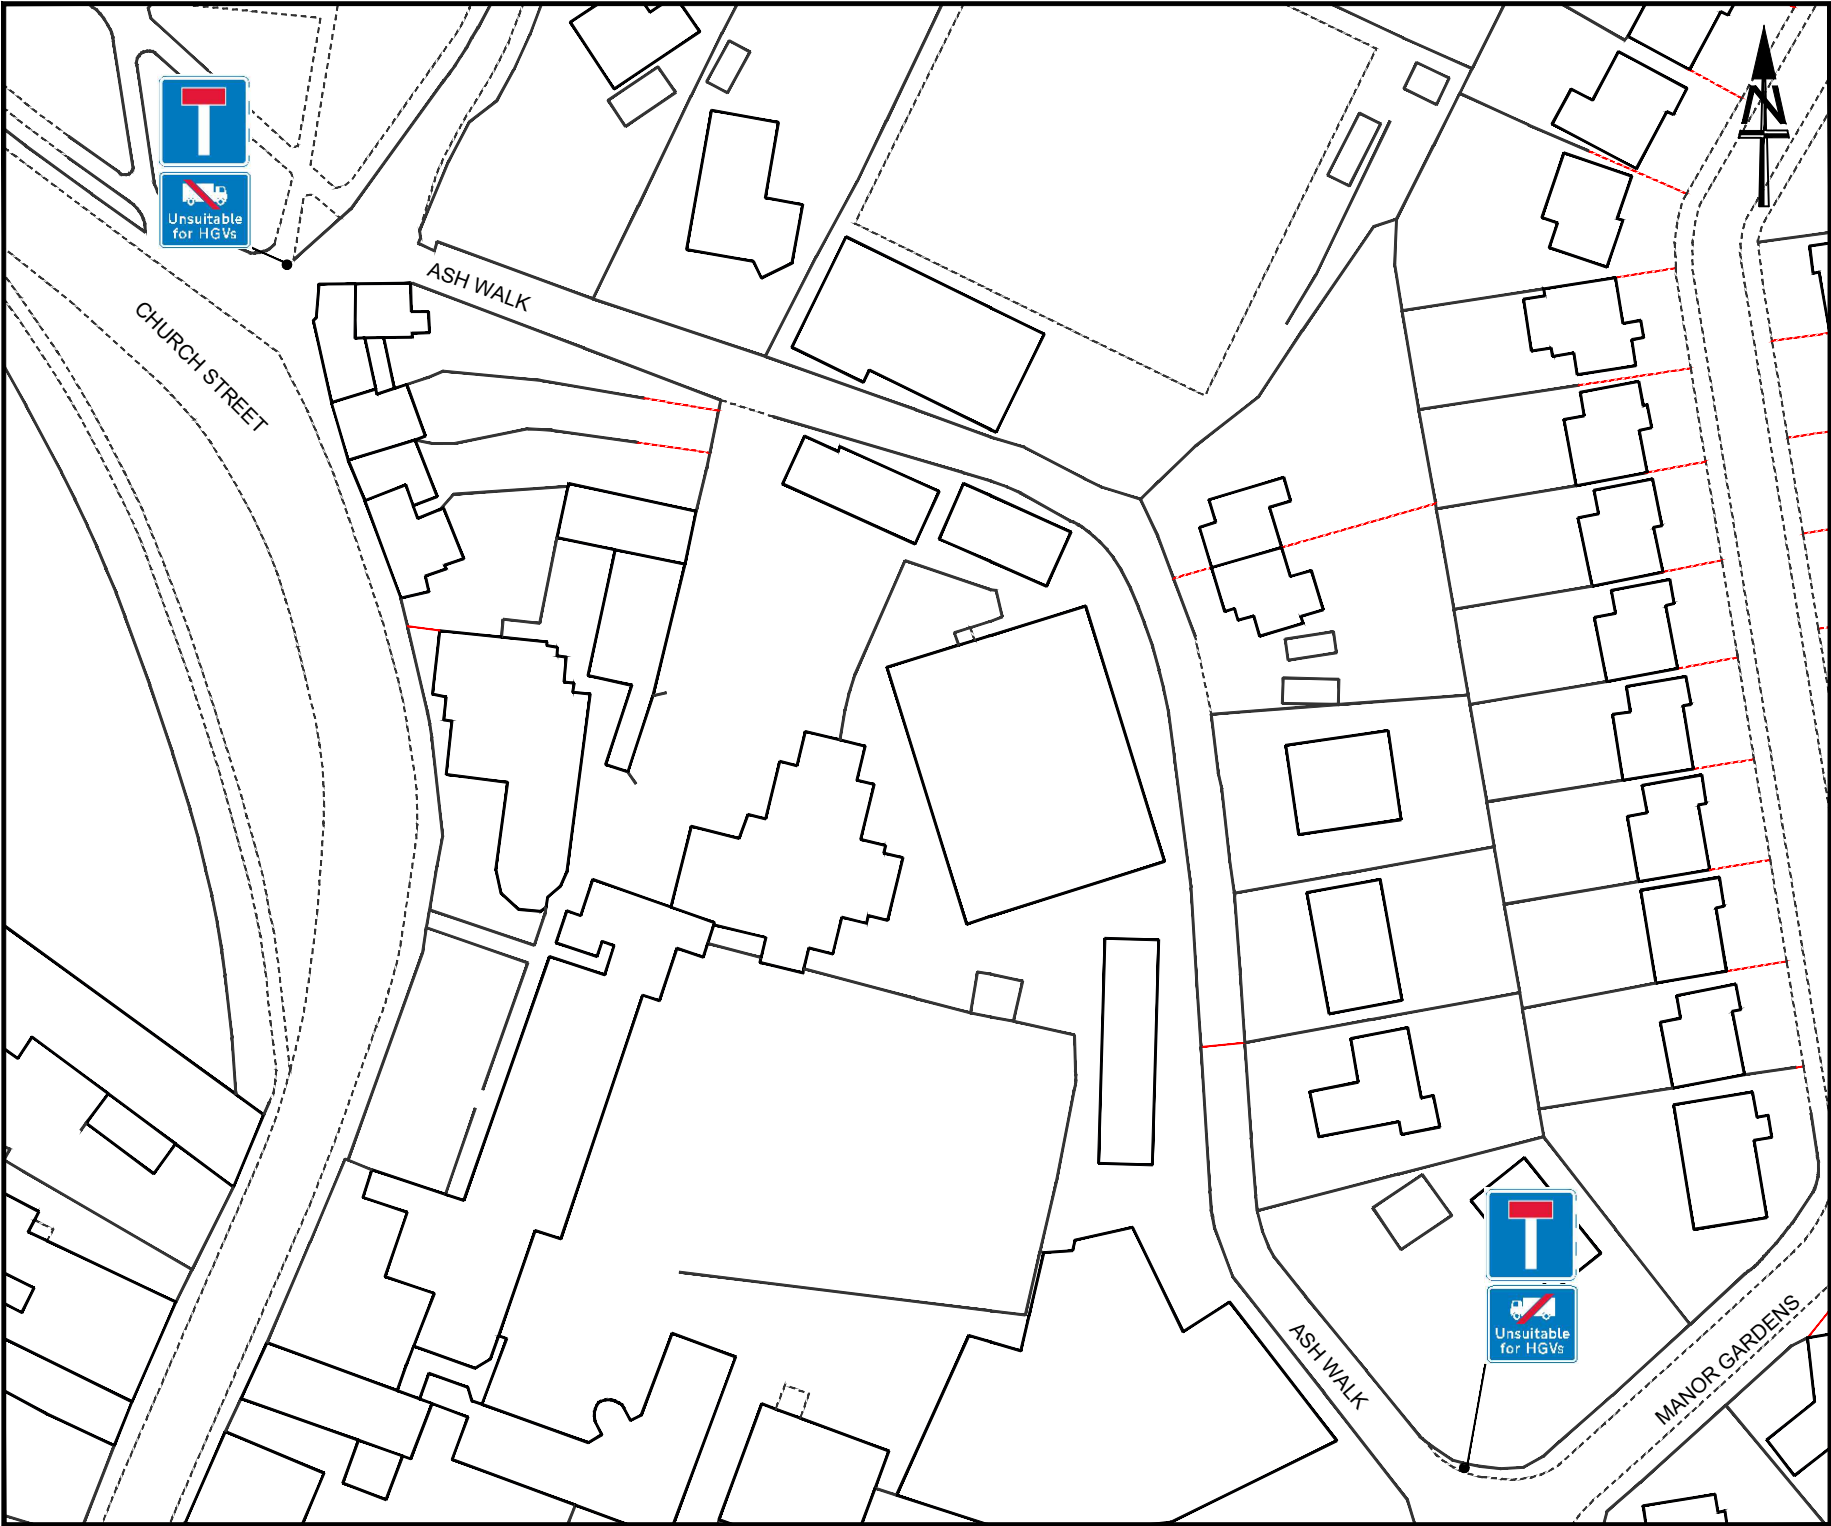 N
Unsuitable
for HGVs
ASH WALK
CHURCH STREET
Unsuitable
for HGVs
ASH WALK
MANOR GARDENS